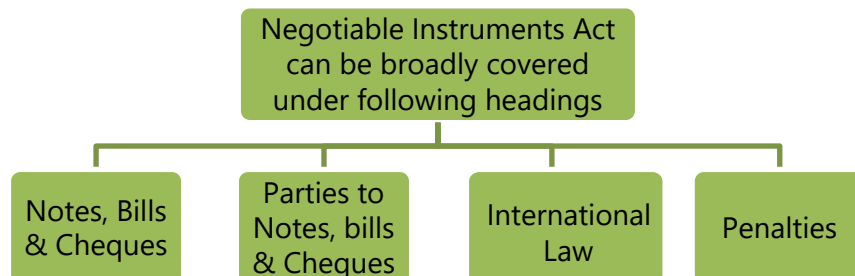 Negotiable Instruments Act
can be broadly covered
under following headings
Notes, Bills
& Cheques
Parties to
Notes, bills
& Cheques
International
Law
Penalties